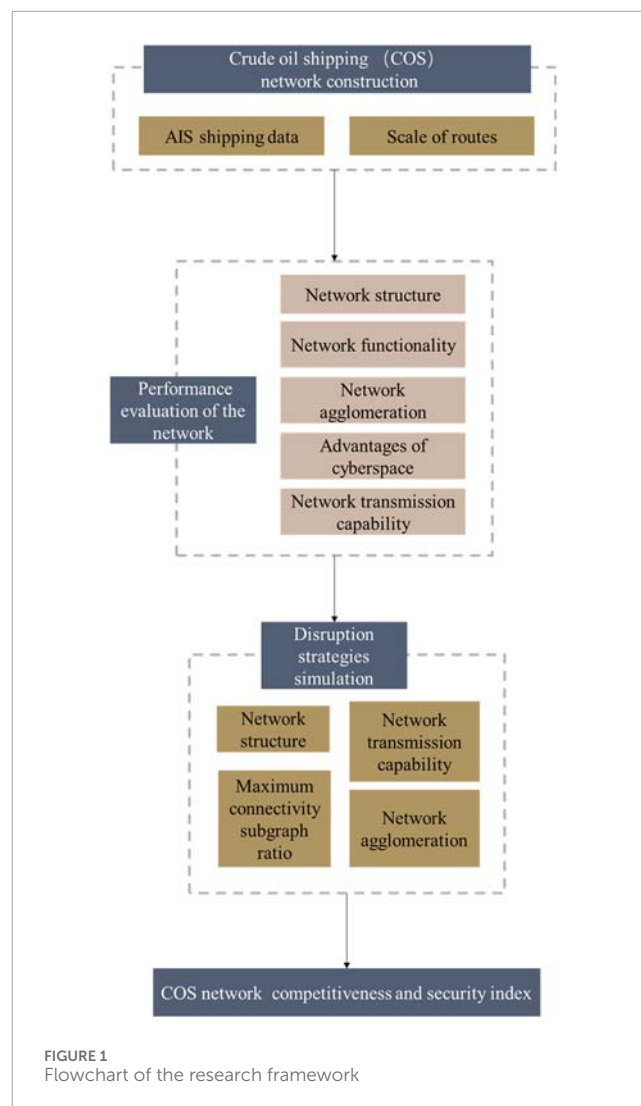 Crude oil shipping （COS）
network construction
AIS shipping data
Scale of routes
Network structure
Network functionality
Performance
evaluation of the
network
Network
agglomeration
Advantages of
cyberspace
Network transmission
capability
Disruption
strategies
simulation
Network
structure
Network
transmission
capability
Maximum
connectivity
subgraph
ratio
Network
agglomeration
COS network competitiveness and security index
FIGURE 1
Flowchart of the research framework